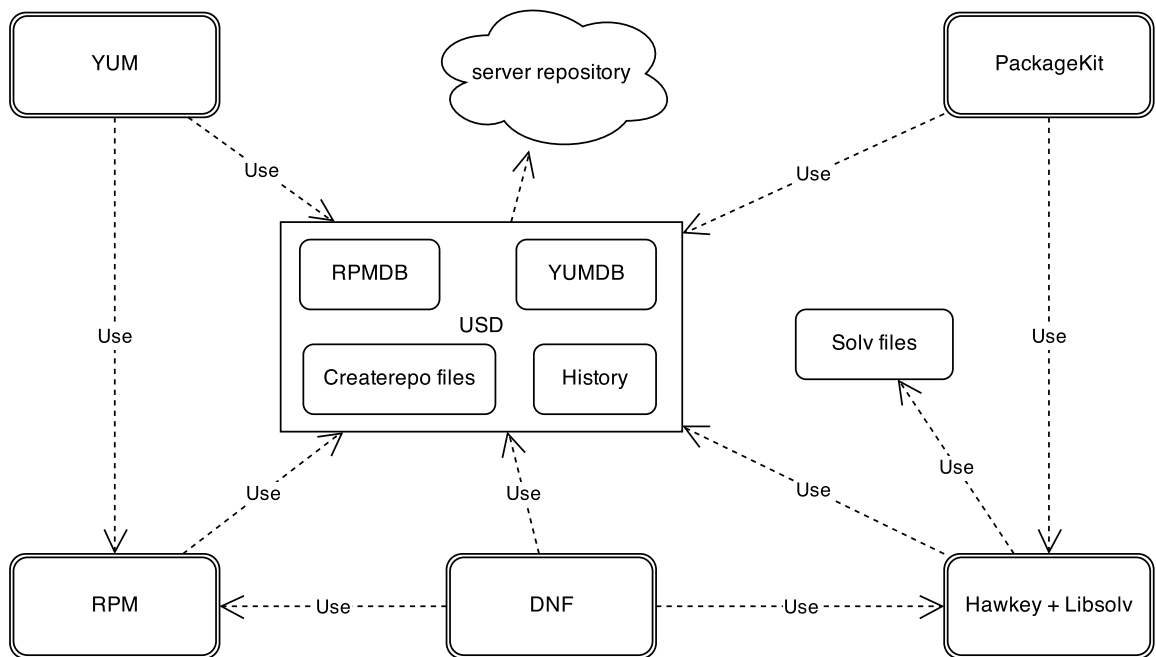 YUM
server repository
PackageKit
Use
Use
RPMDB
YUMDB
USD
Use
Solv files
Use
Createrepo files
History
Use
Use
Use
Use
RPM
Use
DNF
Use
Hawkey + Libsolv